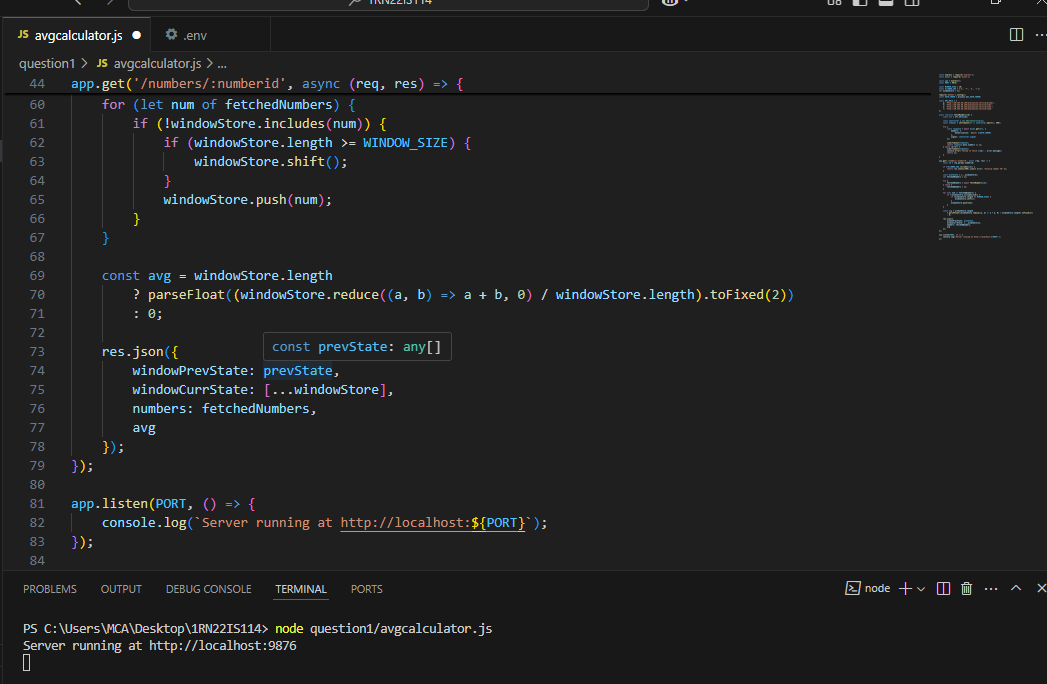 1RN22IS114
JS avgcalculator.js
.env
question1 > JS avgcalculator.js > ...
44 app.get('/numbers/:numberid', async (req, res) => {
60 for (let num of fetchedNumbers) {
61 if (!windowStore.includes(num)) {
62 if (windowStore.length >= WINDOW_SIZE) {
63 windowStore.shift();
64 }
65 windowStore.push(num);
66 }
67 }
68
69 const avg = windowStore.length
70 ? parseFloat((windowStore.reduce((a, b) => a + b, 0) / windowStore.length).toFixed(2))
71 : 0;
72
const prevState: any[]
73 res.json({
74 windowPrevState: prevState,
75 windowCurrState: [...windowStore],
76 numbers: fetchedNumbers,
77 avg
78 });
79 });
80
81 app.listen(PORT, () => {
82 console.log(`Server running at http://localhost:${PORT}`);
83 });
84
PROBLEMS OUTPUT DEBUG CONSOLE TERMINAL PORTS
node
PS C:\Users\MCA\Desktop\1RN22IS114> node question1/avgcalculator.js
Server running at http://localhost:9876